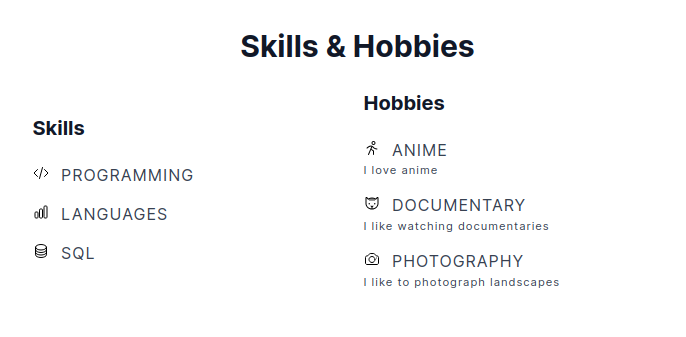 Skills & Hobbies
Skills
PROGRAMMING
LANGUAGES
SQL
Hobbies
ANIME
I love anime
DOCUMENTARY
I like watching documentaries
PHOTOGRAPHY
I like to photograph landscapes